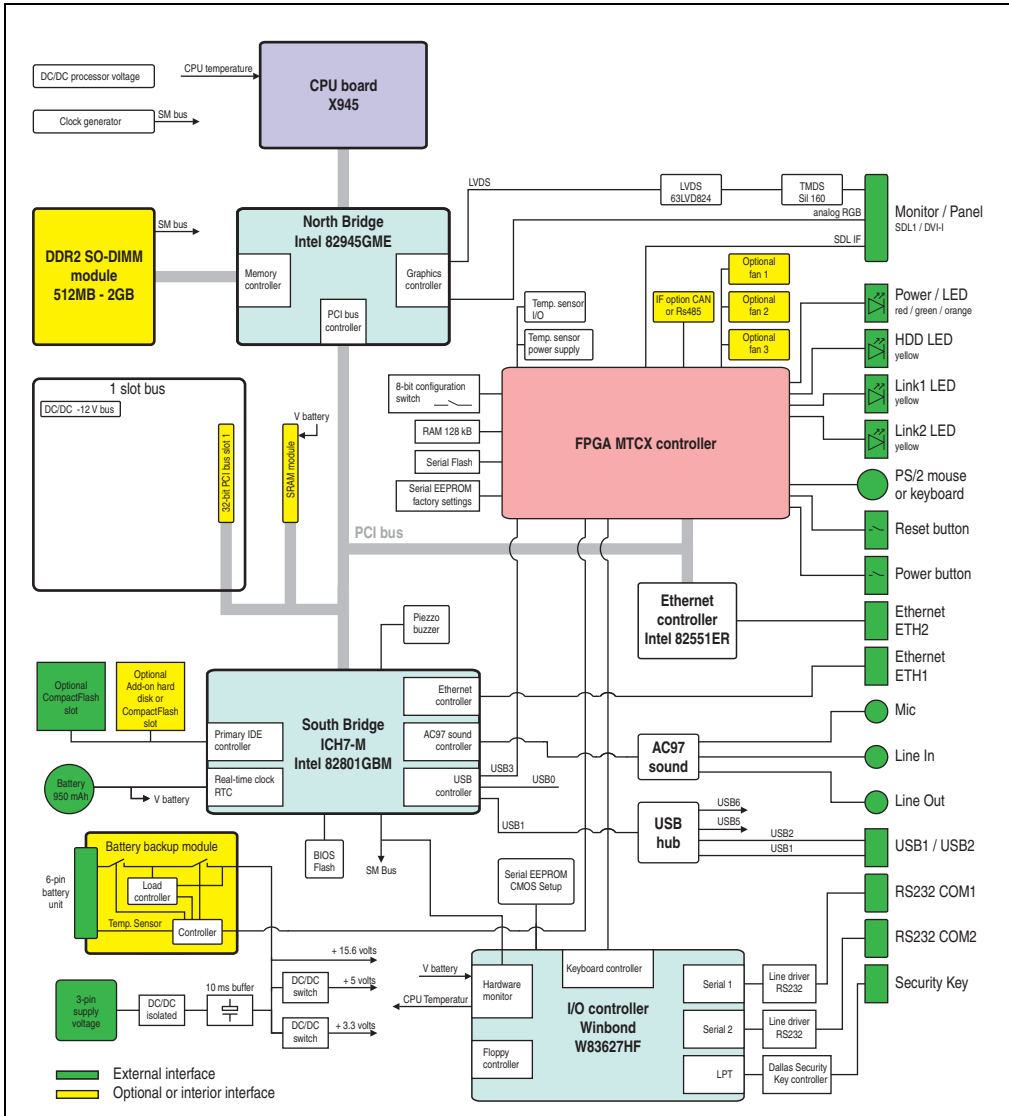 DC/DC processor voltage
CPU temperature
CPU board
X945
Clock generator
SM bus
LVDS
LVDS
63LVD824
TMDS
Sil 160
analog RGB
SDL IF
Monitor / Panel
SDL1 / DVI-I
DDR2 SO-DIMM
module
512MB - 2GB
SM bus
North Bridge
Intel 82945GME
Memory
controller
Graphics
controller
PCI bus
controller
Temp. sensor
I/O
Temp. sensor
power supply
IF option CAN
or Rs485
Optional
fan 1
Optional
fan 2
Optional
fan 3
Power / LED
red / green / orange
HDD LED
yellow
Link1 LED
yellow
Link2 LED
yellow
1 slot bus
DC/DC -12 V bus
32-bit PCI bus slot 1
SRAM module
V battery
8-bit configuration
switch
RAM 128 kB
Serial Flash
Serial EEPROM
factory settings
FPGA MTCX controller
PS/2 mouse
or keyboard
Reset button
Power button
PCI bus
Ethernet
controller
Intel 82551ER
Ethernet
ETH2
Ethernet
ETH1
Piezzo
buzzer
Optional
CompactFlash
slot
Optional
Add-on hard
disk or
CompactFlash
slot
South Bridge
ICH7-M
Intel 82801GBM
Ethernet
controller
Primary IDE
controller
AC97 sound
controller
Real-time clock
RTC
USB
controller
USB3
USB0
USB1
AC97
sound
Mic
Line In
Line Out
Battery
950 mAh
V battery
USB
hub
USB6
USB5
USB2
USB1
USB1 / USB2
BIOS
Flash
SM Bus
Serial EEPROM
CMOS Setup
Battery backup module
6-pin
battery
unit
Load
controller
Temp. Sensor
Controller
+ 15.6 volts
3-pin
supply
voltage
DC/DC
isolated
10 ms buffer
DC/DC
switch
+ 5 volts
DC/DC
switch
+ 3.3 volts
V battery
CPU Temperatur
Hardware
monitor
Keyboard controller
I/O controller
Winbond
W83627HF
Floppy
controller
Serial 1
Line driver
RS232
RS232 COM1
Serial 2
Line driver
RS232
RS232 COM2
LPT
Dallas Security
Key controller
Security Key
External interface
Optional or interior interface